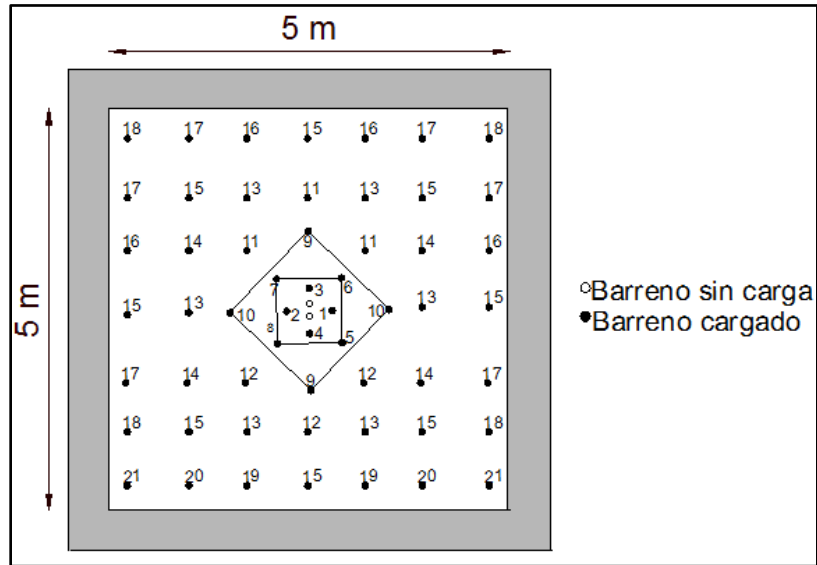 5 m
18 17 16 15 16 17 18
17 15 13 11 13 15 17
16 14 11 9 11 14 16
7 3 6
15 13 10 2 1 10 13 15
5 m
8 4 5
17 14 12 9 12 14 17
18 15 13 12 13 15 18
21 20 19 15 19 20 21
Barreno sin carga
Barreno cargado